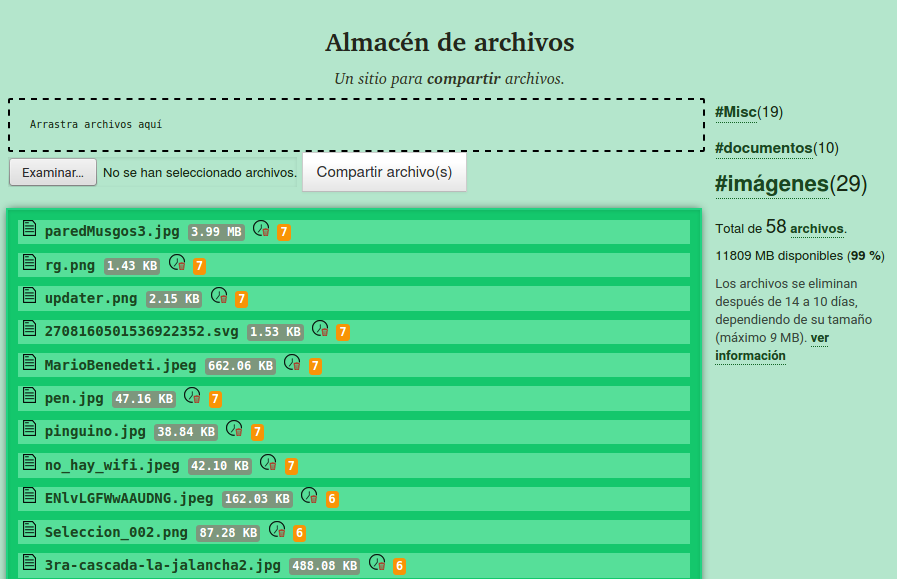 Almacén de archivos
Un sitio para compartir archivos.
Arrastra archivos aquí
Examinar... No se han seleccionado archivos. Compartir archivo(s)
paredMusgos3.jpg 3.99 MB 7
rg.png 1.43 KB 7
updater.png 2.15 KB 7
2708160501536922352.svg 1.53 KB 7
MarioBenedeti.jpeg 662.06 KB 7
pen.jpg 47.16 KB 7
pinguino.jpg 38.84 KB 7
no_hay_wifi.jpeg 42.10 KB 7
ENlvLGFWwAAUDNG.jpeg 162.03 KB 6
Seleccion_002.png 87.28 KB 6
3ra-cascada-la-jalancha2.jpg 488.08 KB 6
#Misc(19)
#documentos(10)
#imágenes(29)
Total de 58 archivos.
11809 MB disponibles (99 %)
Los archivos se eliminan
después de 14 a 10 días,
dependiendo de su tamaño
(máximo 9 MB). ver
información